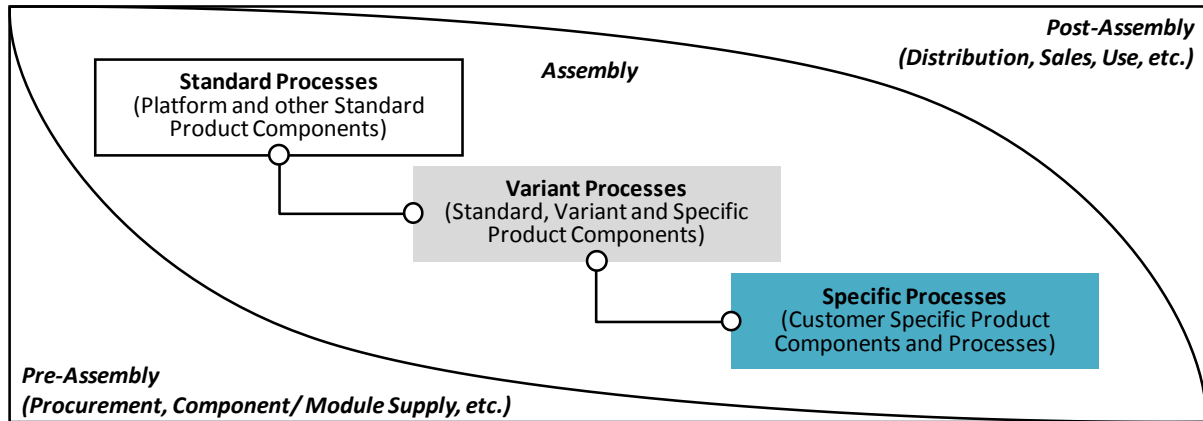 Post-Assembly
(Distribution, Sales, Use, etc.)
Assembly
Standard Processes
(Platform and other Standard
Product Components)
Variant Processes
(Standard, Variant and Specific
Product Components)
Specific Processes
(Customer Specific Product
Components and Processes)
Pre-Assembly
(Procurement, Component/ Module Supply, etc.)